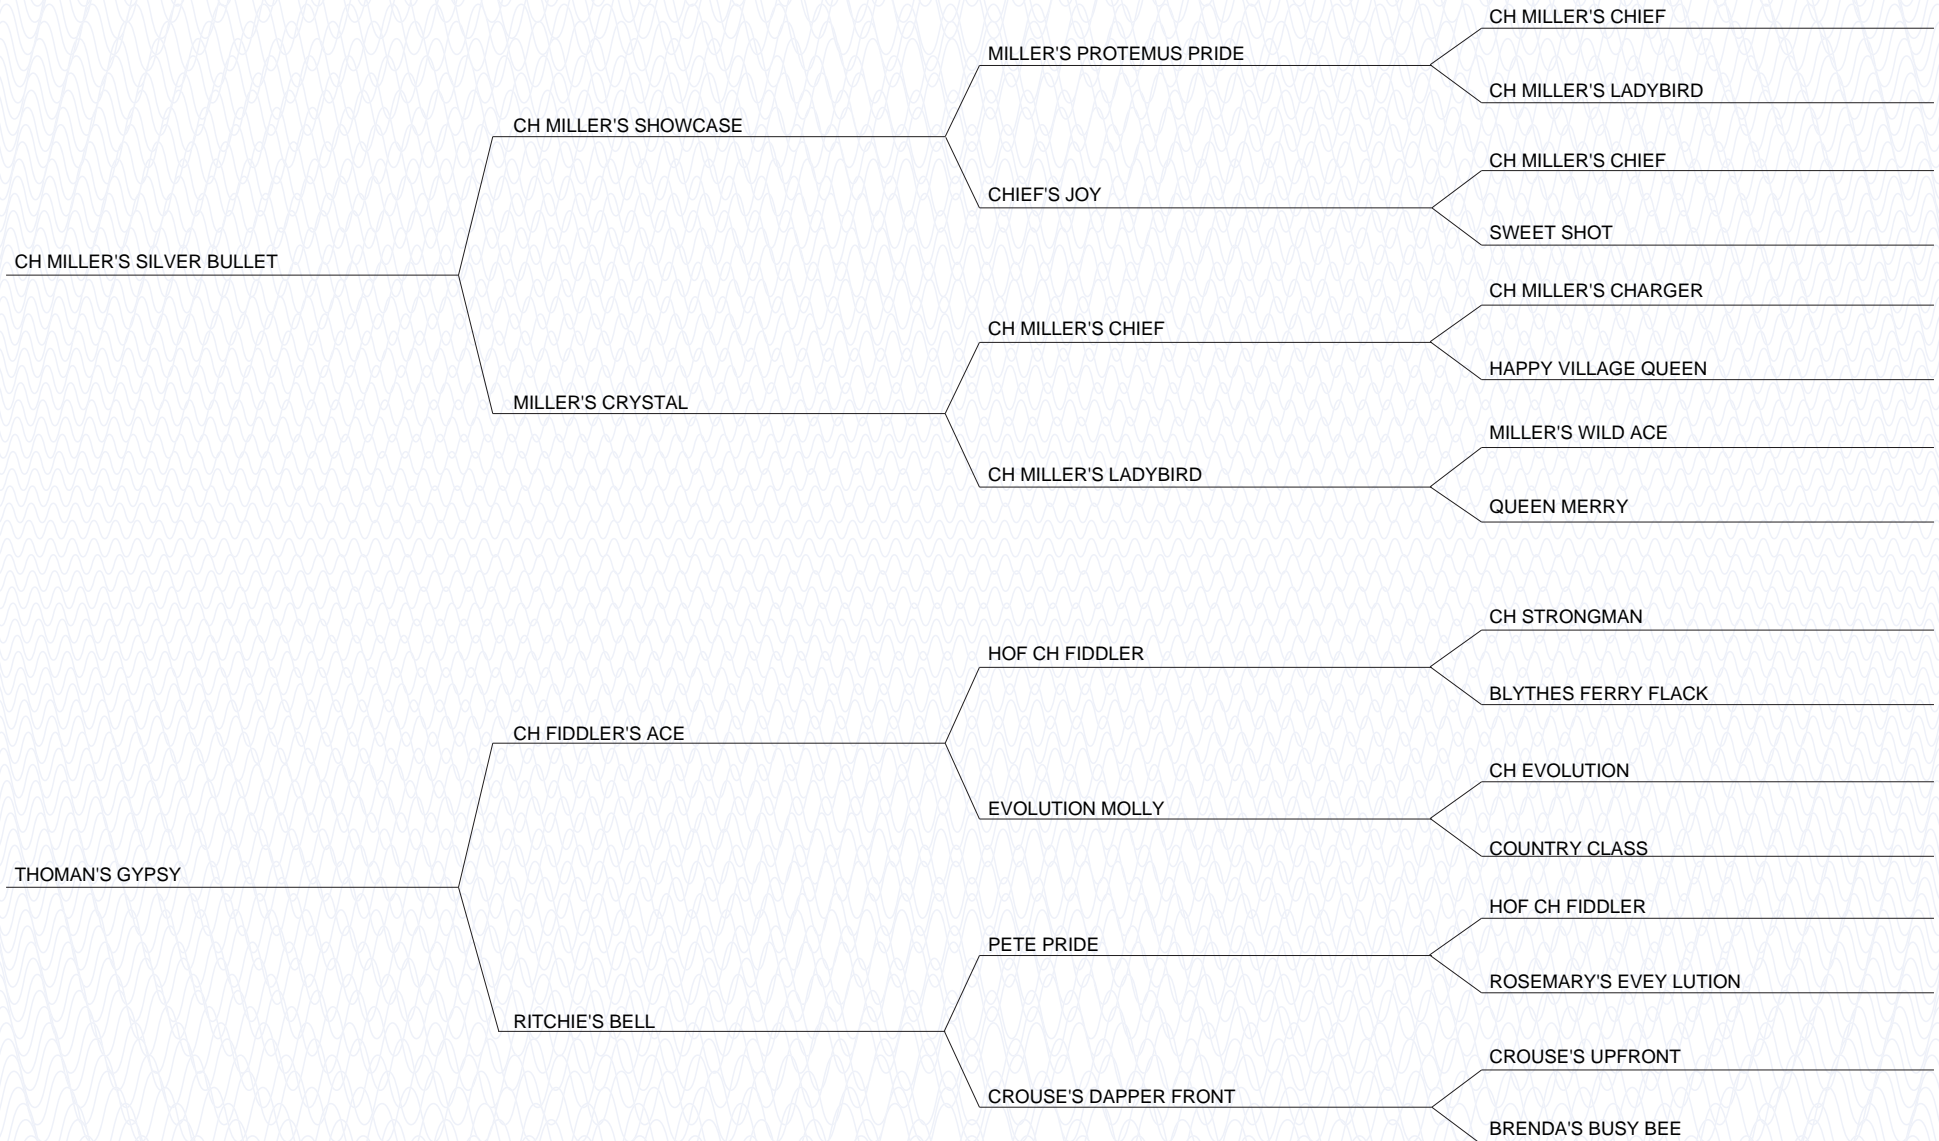 CH MILLER'S CHIEF
MILLER'S PROTEMUS PRIDE
CH MILLER'S LADYBIRD
CH MILLER'S SHOWCASE
CH MILLER'S CHIEF
CHIEF'S JOY
SWEET SHOT
CH MILLER'S SILVER BULLET
CH MILLER'S CHARGER
CH MILLER'S CHIEF
HAPPY VILLAGE QUEEN
MILLER'S CRYSTAL
MILLER'S WILD ACE
CH MILLER'S LADYBIRD
QUEEN MERRY
CH STRONGMAN
HOF CH FIDDLER
BLYTHES FERRY FLACK
CH FIDDLER'S ACE
CH EVOLUTION
EVOLUTION MOLLY
COUNTRY CLASS
THOMAN'S GYPSY
HOF CH FIDDLER
PETE PRIDE
ROSEMARY'S EVEY LUTION
RITCHIE'S BELL
CROUSE'S UPFRONT
CROUSE'S DAPPER FRONT
BRENDA'S BUSY BEE